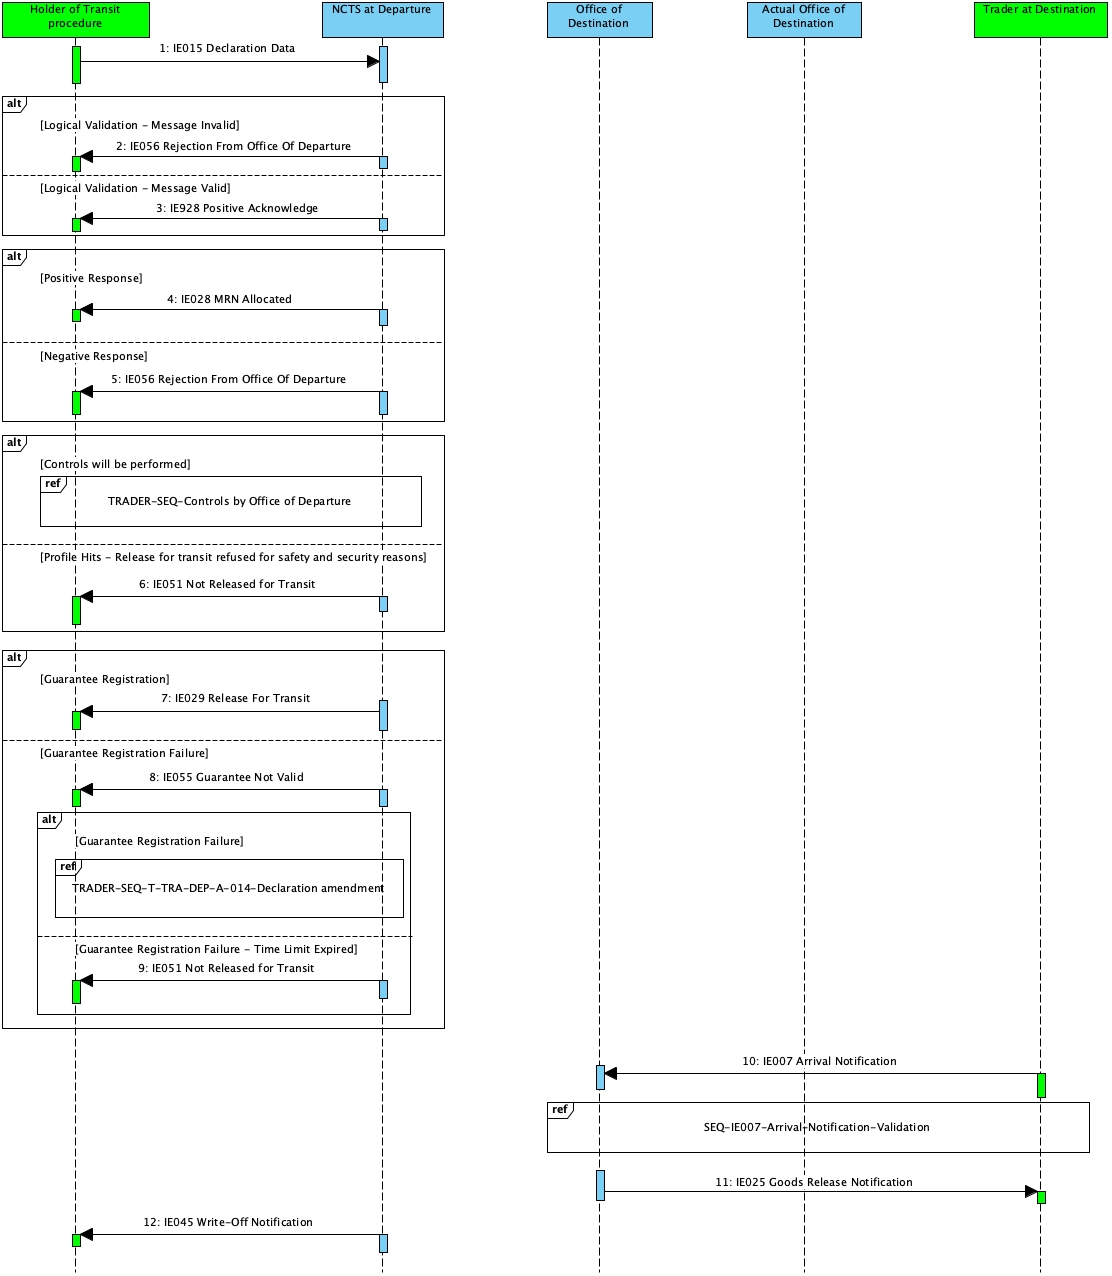 Holder of Transit
procedure
NCTS at Departure
Office of
Destination
Actual Office of
Destination
Trader at Destination
1: IE015 Declaration Data
alt
[Logical Validation - Message Invalid]
2: IE056 Rejection From Office Of Departure
[Logical Validation - Message Valid]
3: IE928 Positive Acknowledge
alt
[Positive Response]
4: IE028 MRN Allocated
[Negative Response]
5: IE056 Rejection From Office Of Departure
alt
[Controls will be performed]
ref
TRADER-SEQ-Controls by Office of Departure
[Profile Hits - Release for transit refused for safety and security reasons]
6: IE051 Not Released for Transit
alt
[Guarantee Registration]
7: IE029 Release For Transit
[Guarantee Registration Failure]
8: IE055 Guarantee Not Valid
alt
[Guarantee Registration Failure]
ref
TRADER-SEQ-T-TRA-DEP-A-014-Declaration amendment
[Guarantee Registration Failure - Time Limit Expired]
9: IE051 Not Released for Transit
10: IE007 Arrival Notification
ref
SEQ-IE007-Arrival-Notification-Validation
11: IE025 Goods Release Notification
12: IE045 Write-Off Notification